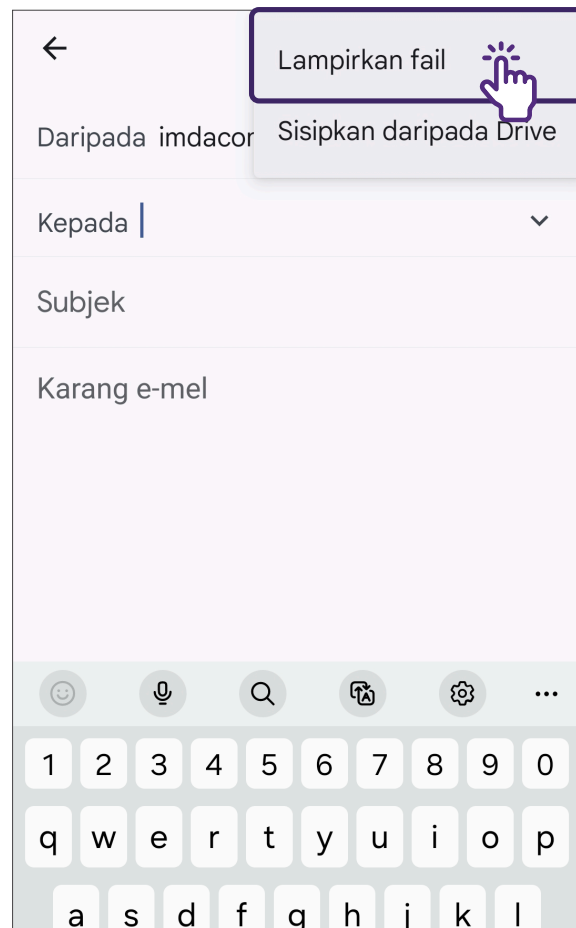 Lampirkan fail
Sisipkan daripada Drive
Daripada imdacor
Kepada
Subjek
Karang e-mel
1 2 3 4 5 6 7 8 9 0
q w e r t y u i o p
a s d f g h j k l